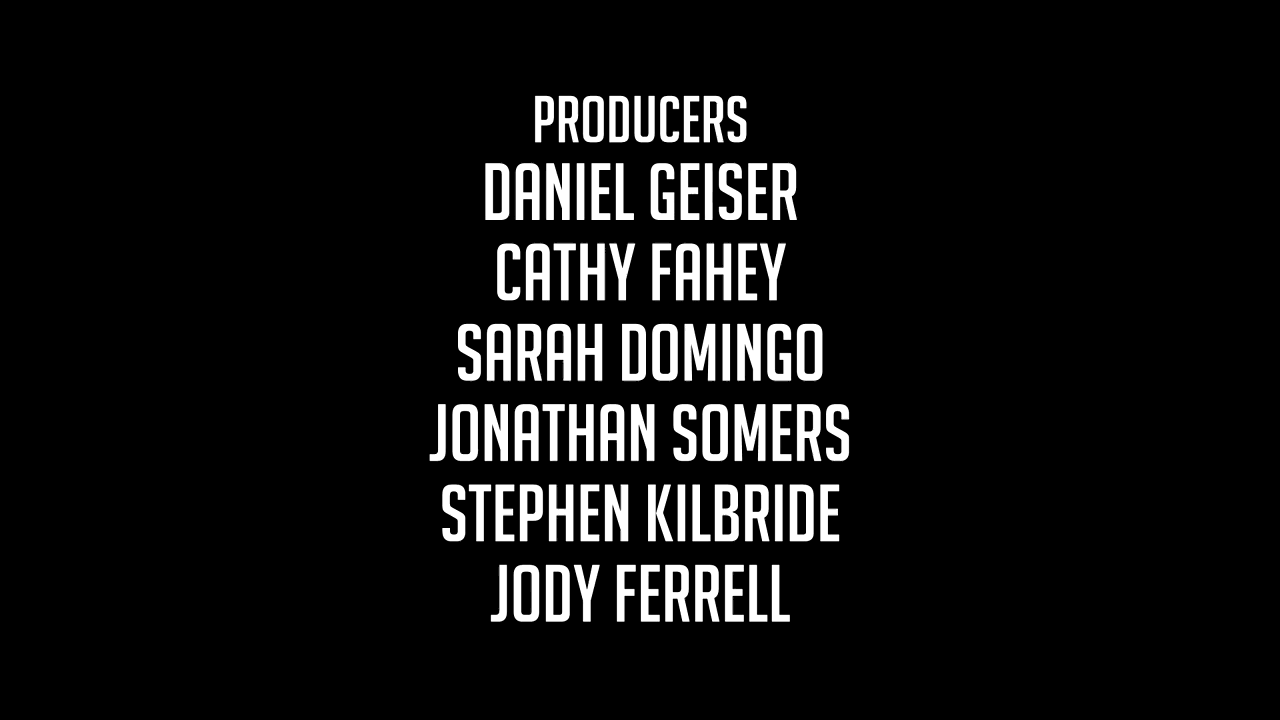 PRODUCERS
DANIEL GEISER
CATHY FAHEY
SARAH DOMINGO
JONATHAN SOMERS
STEPHEN KILBRIDE
JODY FERRELL